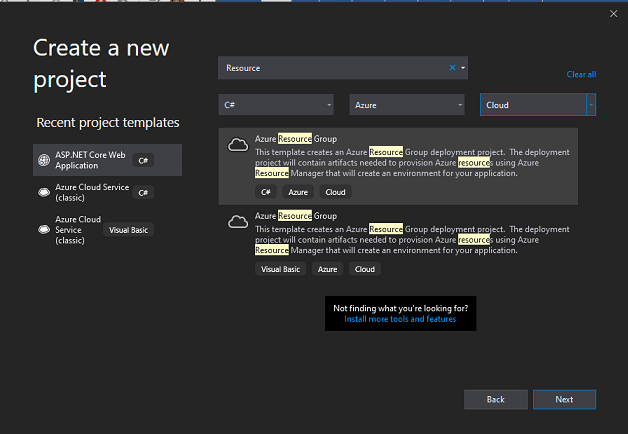 Create a new
project
Resource
Clear all
C#
Azure
Cloud
Recent project templates
ASP.NET Core Web
Application
C#
Azure Cloud Service
(classic)
C#
Azure Cloud
Service
(classic)
Visual Basic
Azure Resource Group
This template creates an Azure Resource Group deployment project. The deployment
project will contain artifacts needed to provision Azure resources using Azure
Resource Manager that will create an environment for your application.
C#
Azure
Cloud
Azure Resource Group
This template creates an Azure Resource Group deployment project. The deployment
project will contain artifacts needed to provision Azure resources using Azure
Resource Manager that will create an environment for your application.
Visual Basic
Azure
Cloud
Not finding what you're looking for?
Install more tools and features
Back
Next